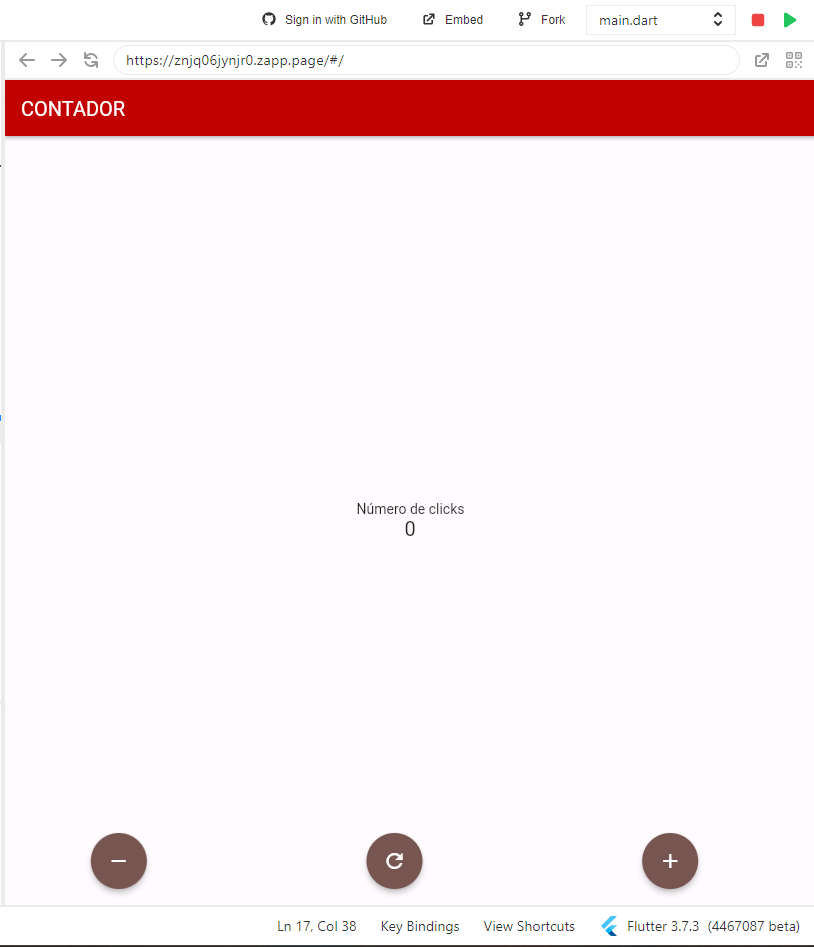 Sign in with GitHub Embed Fork main.dart
https://znjq06jynjr0.zapp.page/#/
CONTADOR
Número de clicks
0
Ln 17, Col 38 Key Bindings View Shortcuts Flutter 3.7.3 (4467087 beta)